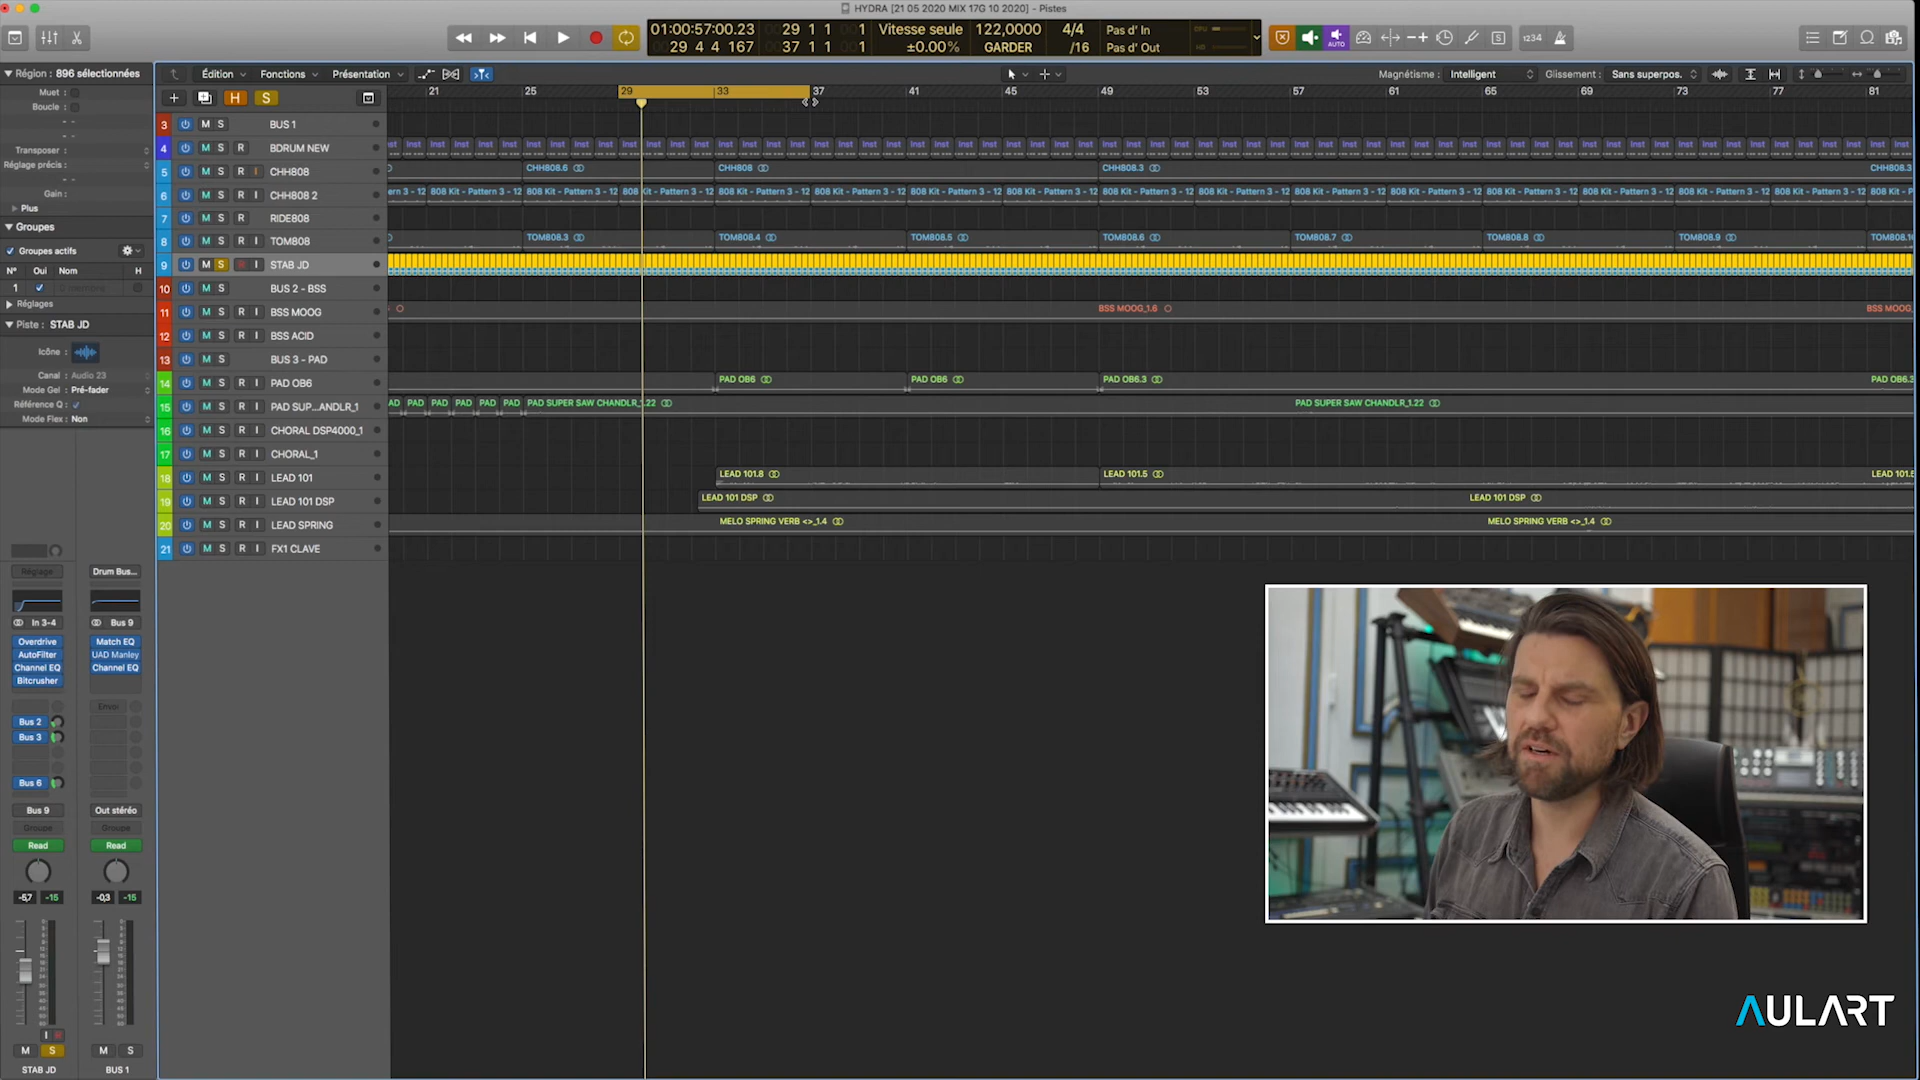 HYDRA [21 05 2020 MIX 17G 10 2020] - Pistes
01:00:57:00.23 29 1 1 1 Vitesse seule 122,0000 4/4 Pas d' In
29 4 4 167 37 1 1 1 ±0.00% GARDER /16 Pas d' Out
AUTO
1234
Région : 896 sélectionnées
Édition Fonctions Présentation
Magnétisme : Intelligent Glissement : Sans superpos.
Muet :
Boucle :
Transposer :
Réglage précis :
Gain :
Plus
Groupes
Groupes actifs
N° Oui Nom H
1
Réglages
Piste : STAB JD
Icône :
Canal : Audio 23
Mode Gel : Pré-fader
Référence Q :
Mode Flex : Non
H S
21 25 29 33 37 41 45 49 53 57 61 65 69 73 77 81
3 M S BUS 1
4 M S R BDRUM NEW
5 M S R I CHH808
CHH808.6 CHH808 CHH808.3 CHH808.3
6 M S R I CHH808 2
808 Kit - Pattern 3 - 12
7 M S R RIDE808
8 M S R I TOM808
TOM808.3 TOM808.4 TOM808.5 TOM808.6 TOM808.7 TOM808.8 TOM808.9 TOM808.10
9 M S R I STAB JD
10 M S BUS 2 - BSS
11 M S R I BSS MOOG
BSS MOOG_1.6 BSS MOOG
12 M S R I BSS ACID
13 M S BUS 3 - PAD
14 M S R I PAD OB6
PAD OB6 PAD OB6 PAD OB6.3 PAD OB6.3
15 M S R I PAD SUP...ANDLR_1
AD PAD PAD PAD PAD PAD PAD SUPER SAW CHANDLR_1.22 PAD SUPER SAW CHANDLR_1.22
16 M S R I CHORAL DSP4000_1
17 M S R I CHORAL_1
18 M S R I LEAD 101
LEAD 101.8 LEAD 101.5 LEAD 101.5
19 M S R I LEAD 101 DSP
LEAD 101 DSP LEAD 101 DSP
20 M S R I LEAD SPRING
MELO SPRING VERB <>_1.4 MELO SPRING VERB <>_1.4
21 M S R I FX1 CLAVE
Réglage Drum Bus...
In 3-4 Bus 9
Overdrive Match EQ
AutoFilter UAD Manley
Channel EQ Channel EQ
Bitcrusher
Envoi
Bus 2
Bus 3
Bus 6
Bus 9 Out stéréo
Groupe Groupe
Read Read
-5,7 -15 -0,3 -15
I R
M S M S
STAB JD BUS 1
AULART